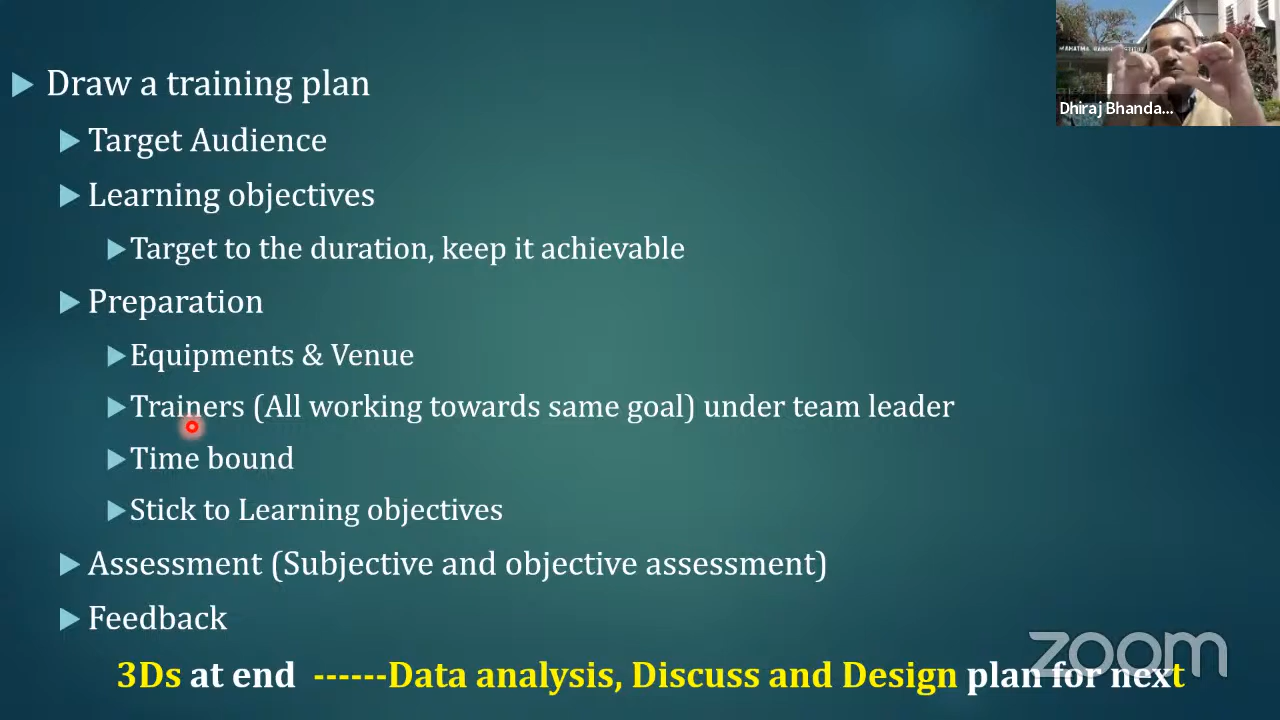 Draw a training plan
Target Audience
Learning objectives
Target to the duration, keep it achievable
Preparation
Equipments & Venue
Trainers (All working towards same goal) under team leader
Time bound
Stick to Learning objectives
Assessment (Subjective and objective assessment)
Feedback
3Ds at end ------Data analysis, Discuss and Design plan for next
Dhiraj Bhanda...
zoom